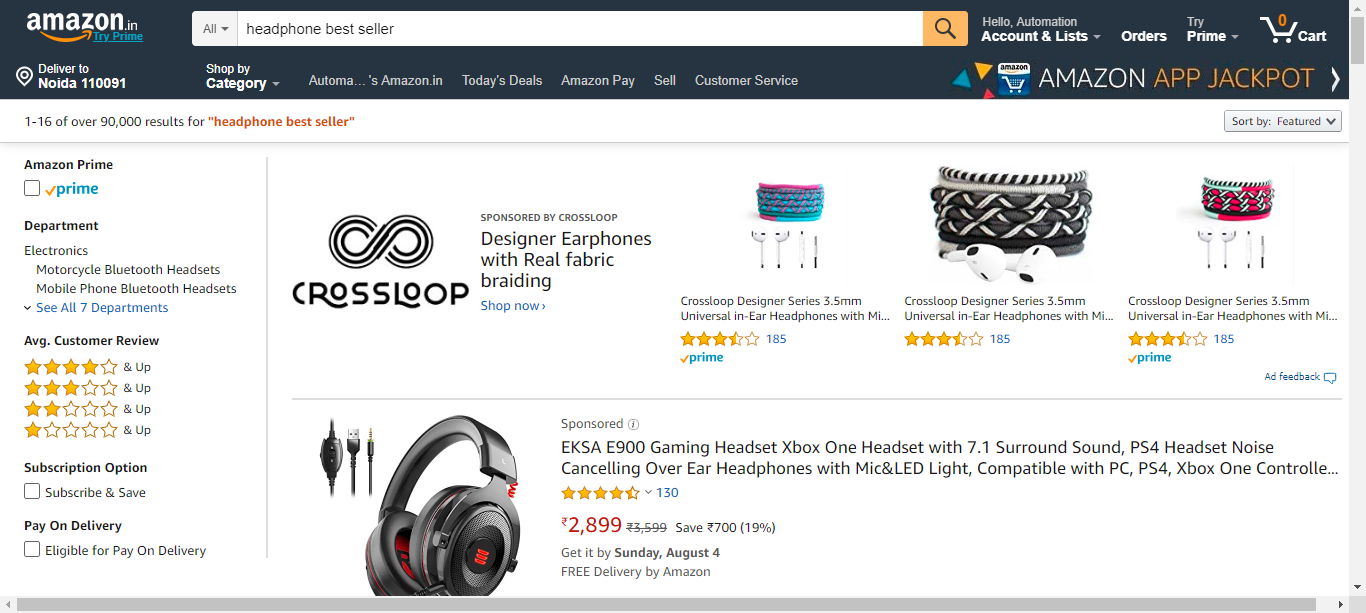 amazon.in
Try Prime
All
headphone best seller
Hello, Automation
Account & Lists
Orders
Try
Prime
0
Cart
Deliver to
Noida 110091
Shop by
Category
Automa… 's Amazon.in
Today's Deals
Amazon Pay
Sell
Customer Service
amazon
AMAZON APP JACKPOT
1-16 of over 90,000 results for "headphone best seller"
Sort by: Featured
Amazon Prime
prime
Department
Electronics
Motorcycle Bluetooth Headsets
Mobile Phone Bluetooth Headsets
See All 7 Departments
Avg. Customer Review
& Up
& Up
& Up
& Up
Subscription Option
Subscribe & Save
Pay On Delivery
Eligible for Pay On Delivery
CROSSLOOP
SPONSORED BY CROSSLOOP
Designer Earphones
with Real fabric
braiding
Shop now ›
Crossloop Designer Series 3.5mm
Universal in-Ear Headphones with Mi...
185
prime
Crossloop Designer Series 3.5mm
Universal in-Ear Headphones with Mi...
185
Crossloop Designer Series 3.5mm
Universal in-Ear Headphones with Mi...
185
prime
Ad feedback
Sponsored
EKSA E900 Gaming Headset Xbox One Headset with 7.1 Surround Sound, PS4 Headset Noise
Cancelling Over Ear Headphones with Mic&LED Light, Compatible with PC, PS4, Xbox One Controlle...
130
₹2,899 ₹3,599 Save ₹700 (19%)
Get it by Sunday, August 4
FREE Delivery by Amazon